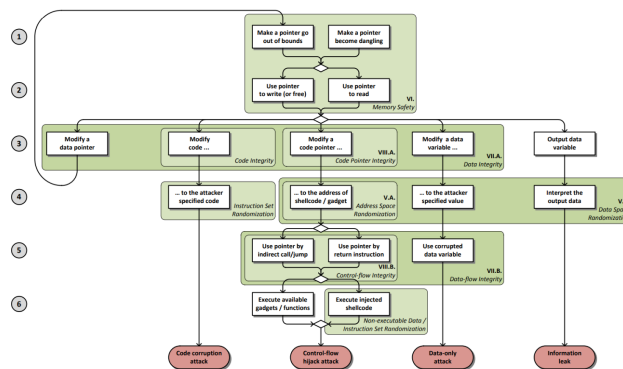 1
Make a pointer go
out of bounds
Make a pointer
become dangling
2
Use pointer
to write (or free)
Use pointer
to read
VI.
Memory Safety
3
Modify a
data pointer
Modify
code ...
Code Integrity
Modify a
code pointer ...
VIII.A.
Code Pointer Integrity
Modify a data
variable ...
VII.A.
Data Integrity
Output data
variable
4
... to the attacker
specified code
Instruction Set
Randomization
... to the address of
shellcode / gadget
V.A.
Address Space
Randomization
... to the attacker
specified value
Interpret the
output data
Data Space
Randomization
5
Use pointer by
indirect call/jump
Use pointer by
return instruction
VIII.B.
Control-flow Integrity
Use corrupted
data variable
VII.B.
Data-flow Integrity
6
Execute available
gadgets / functions
Execute injected
shellcode
Non-executable Data /
Instruction Set Randomization
Code corruption
attack
Control-flow
hijack attack
Data-only
attack
Information
leak